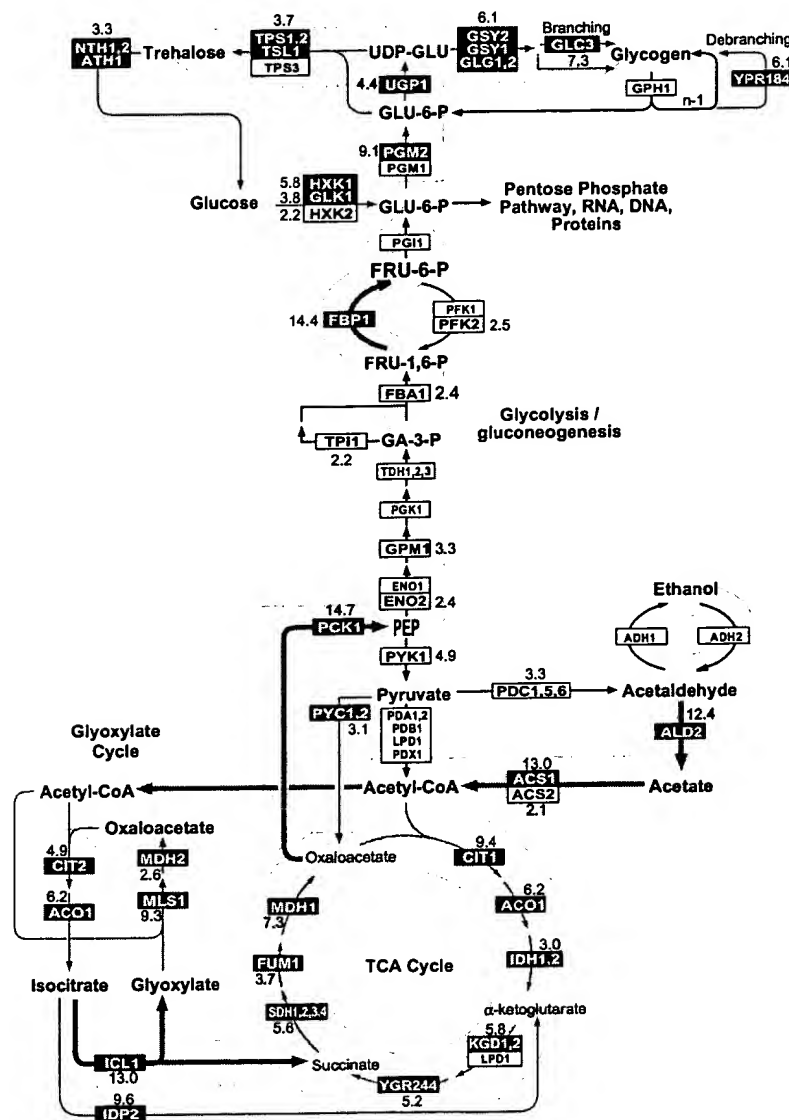 3.3
NTH1,2
ATH1
Trehalose
3.7
TPS1,2
TSL1
TPS3
UDP-GLU
6.1
GSY2
GSY1
GLG1,2
Branching
GLC3
7.3
Glycogen
Debranching
6.1
YPR184
GPH1
n-1
4.4
UGP1
GLU-6-P
9.1
PGM2
PGM1
Glucose
5.8
3.8
2.2
HXK1
GLK1
HXK2
GLU-6-P
Pentose Phosphate
Pathway, RNA, DNA,
Proteins
PGI1
FRU-6-P
14.4
FBP1
PFK1
PFK2
2.5
FRU-1,6-P
FBA1
2.4
Glycolysis /
gluconeogenesis
TPI1
2.2
GA-3-P
TDH1,2,3
PGK1
GPM1
3.3
ENO1
ENO2
2.4
14.7
PCK1
PEP
PYK1
4.9
Ethanol
ADH1
ADH2
Pyruvate
3.3
PDC1,5,6
Acetaldehyde
12.4
ALD2
PYC1,2
3.1
PDA1,2
PDB1
LPD1
PDX1
Glyoxylate
Cycle
Acetyl-CoA
Acetyl-CoA
13.0
ACS1
ACS2
2.1
Acetate
Oxaloacetate
4.9
CIT2
MDH2
2.6
6.2
ACO1
MLS1
9.3
Isocitrate
Glyoxylate
ICL1
13.0
9.6
IDP2
Oxaloacetate
9.4
CIT1
6.2
ACO1
3.0
IDH1,2
α-ketoglutarate
5.8
KGD1,2
LPD1
YGR244
5.2
Succinate
SDH1,2,3,4
5.6
FUM1
3.7
MDH1
7.3
TCA Cycle